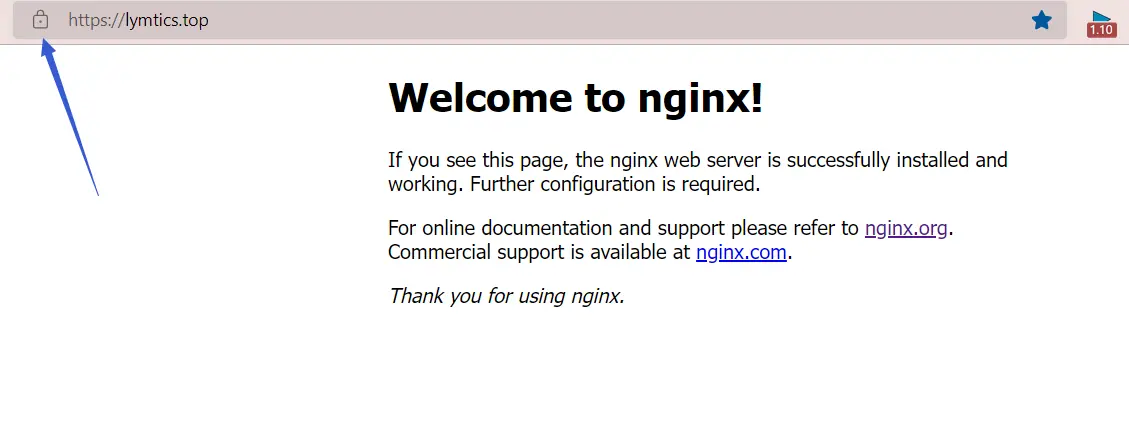 https://lymtics.top
1.10
Welcome to nginx!
If you see this page, the nginx web server is successfully installed and
working. Further configuration is required.
For online documentation and support please refer to nginx.org.
Commercial support is available at nginx.com.
Thank you for using nginx.